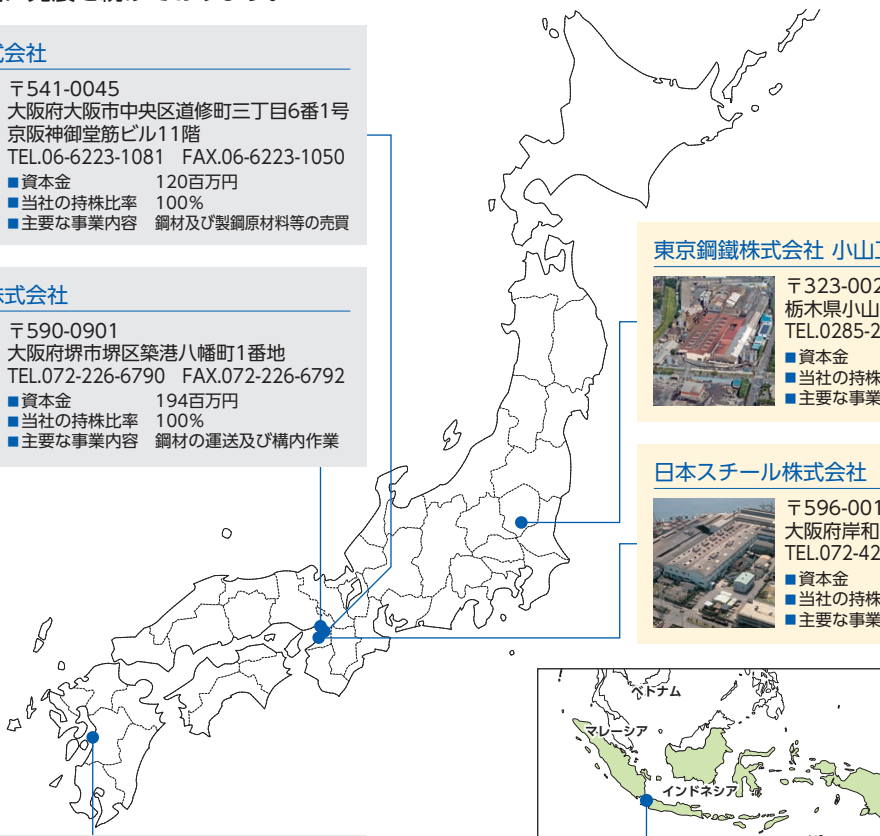 式会社
〒541-0045
大阪府大阪市中央区道修町三丁目6番1号
京阪神御堂筋ビル11階
TEL.06-6223-1081 FAX.06-6223-1050
■資本金 120百万円
■当社の持株比率 100%
■主要な事業内容 鋼材及び製鋼原材料等の売買
株式会社
〒590-0901
大阪府堺市堺区築港八幡町1番地
TEL.072-226-6790 FAX.072-226-6792
■資本金 194百万円
■当社の持株比率 100%
■主要な事業内容 鋼材の運送及び構内作業
東京鋼鐵株式会社 小山
〒323-002
栃木県小山
TEL.0285-2
■資本金
■当社の持株
■主要な事業
日本スチール株式会社
〒596-001
大阪府岸和
TEL.072-42
■資本金
■当社の持株
■主要な事業
ベトナム
マレーシア
インドネシア